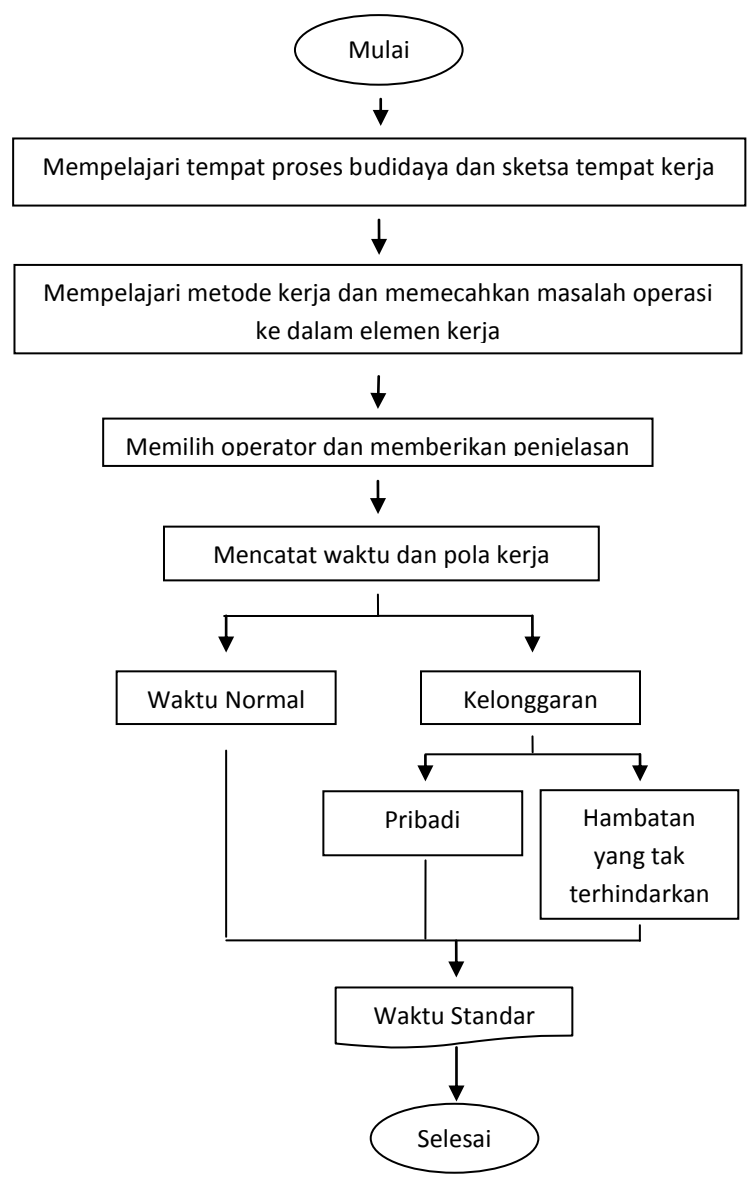 Mulai
Mempelajari tempat proses budidaya dan sketsa tempat kerja
Mempelajari metode kerja dan memecahkan masalah operasi
ke dalam elemen kerja
Memilih operator dan memberikan penjelasan
Mencatat waktu dan pola kerja
Waktu Normal
Kelonggaran
Pribadi
Hambatan
yang tak
terhindarkan
Waktu Standar
Selesai